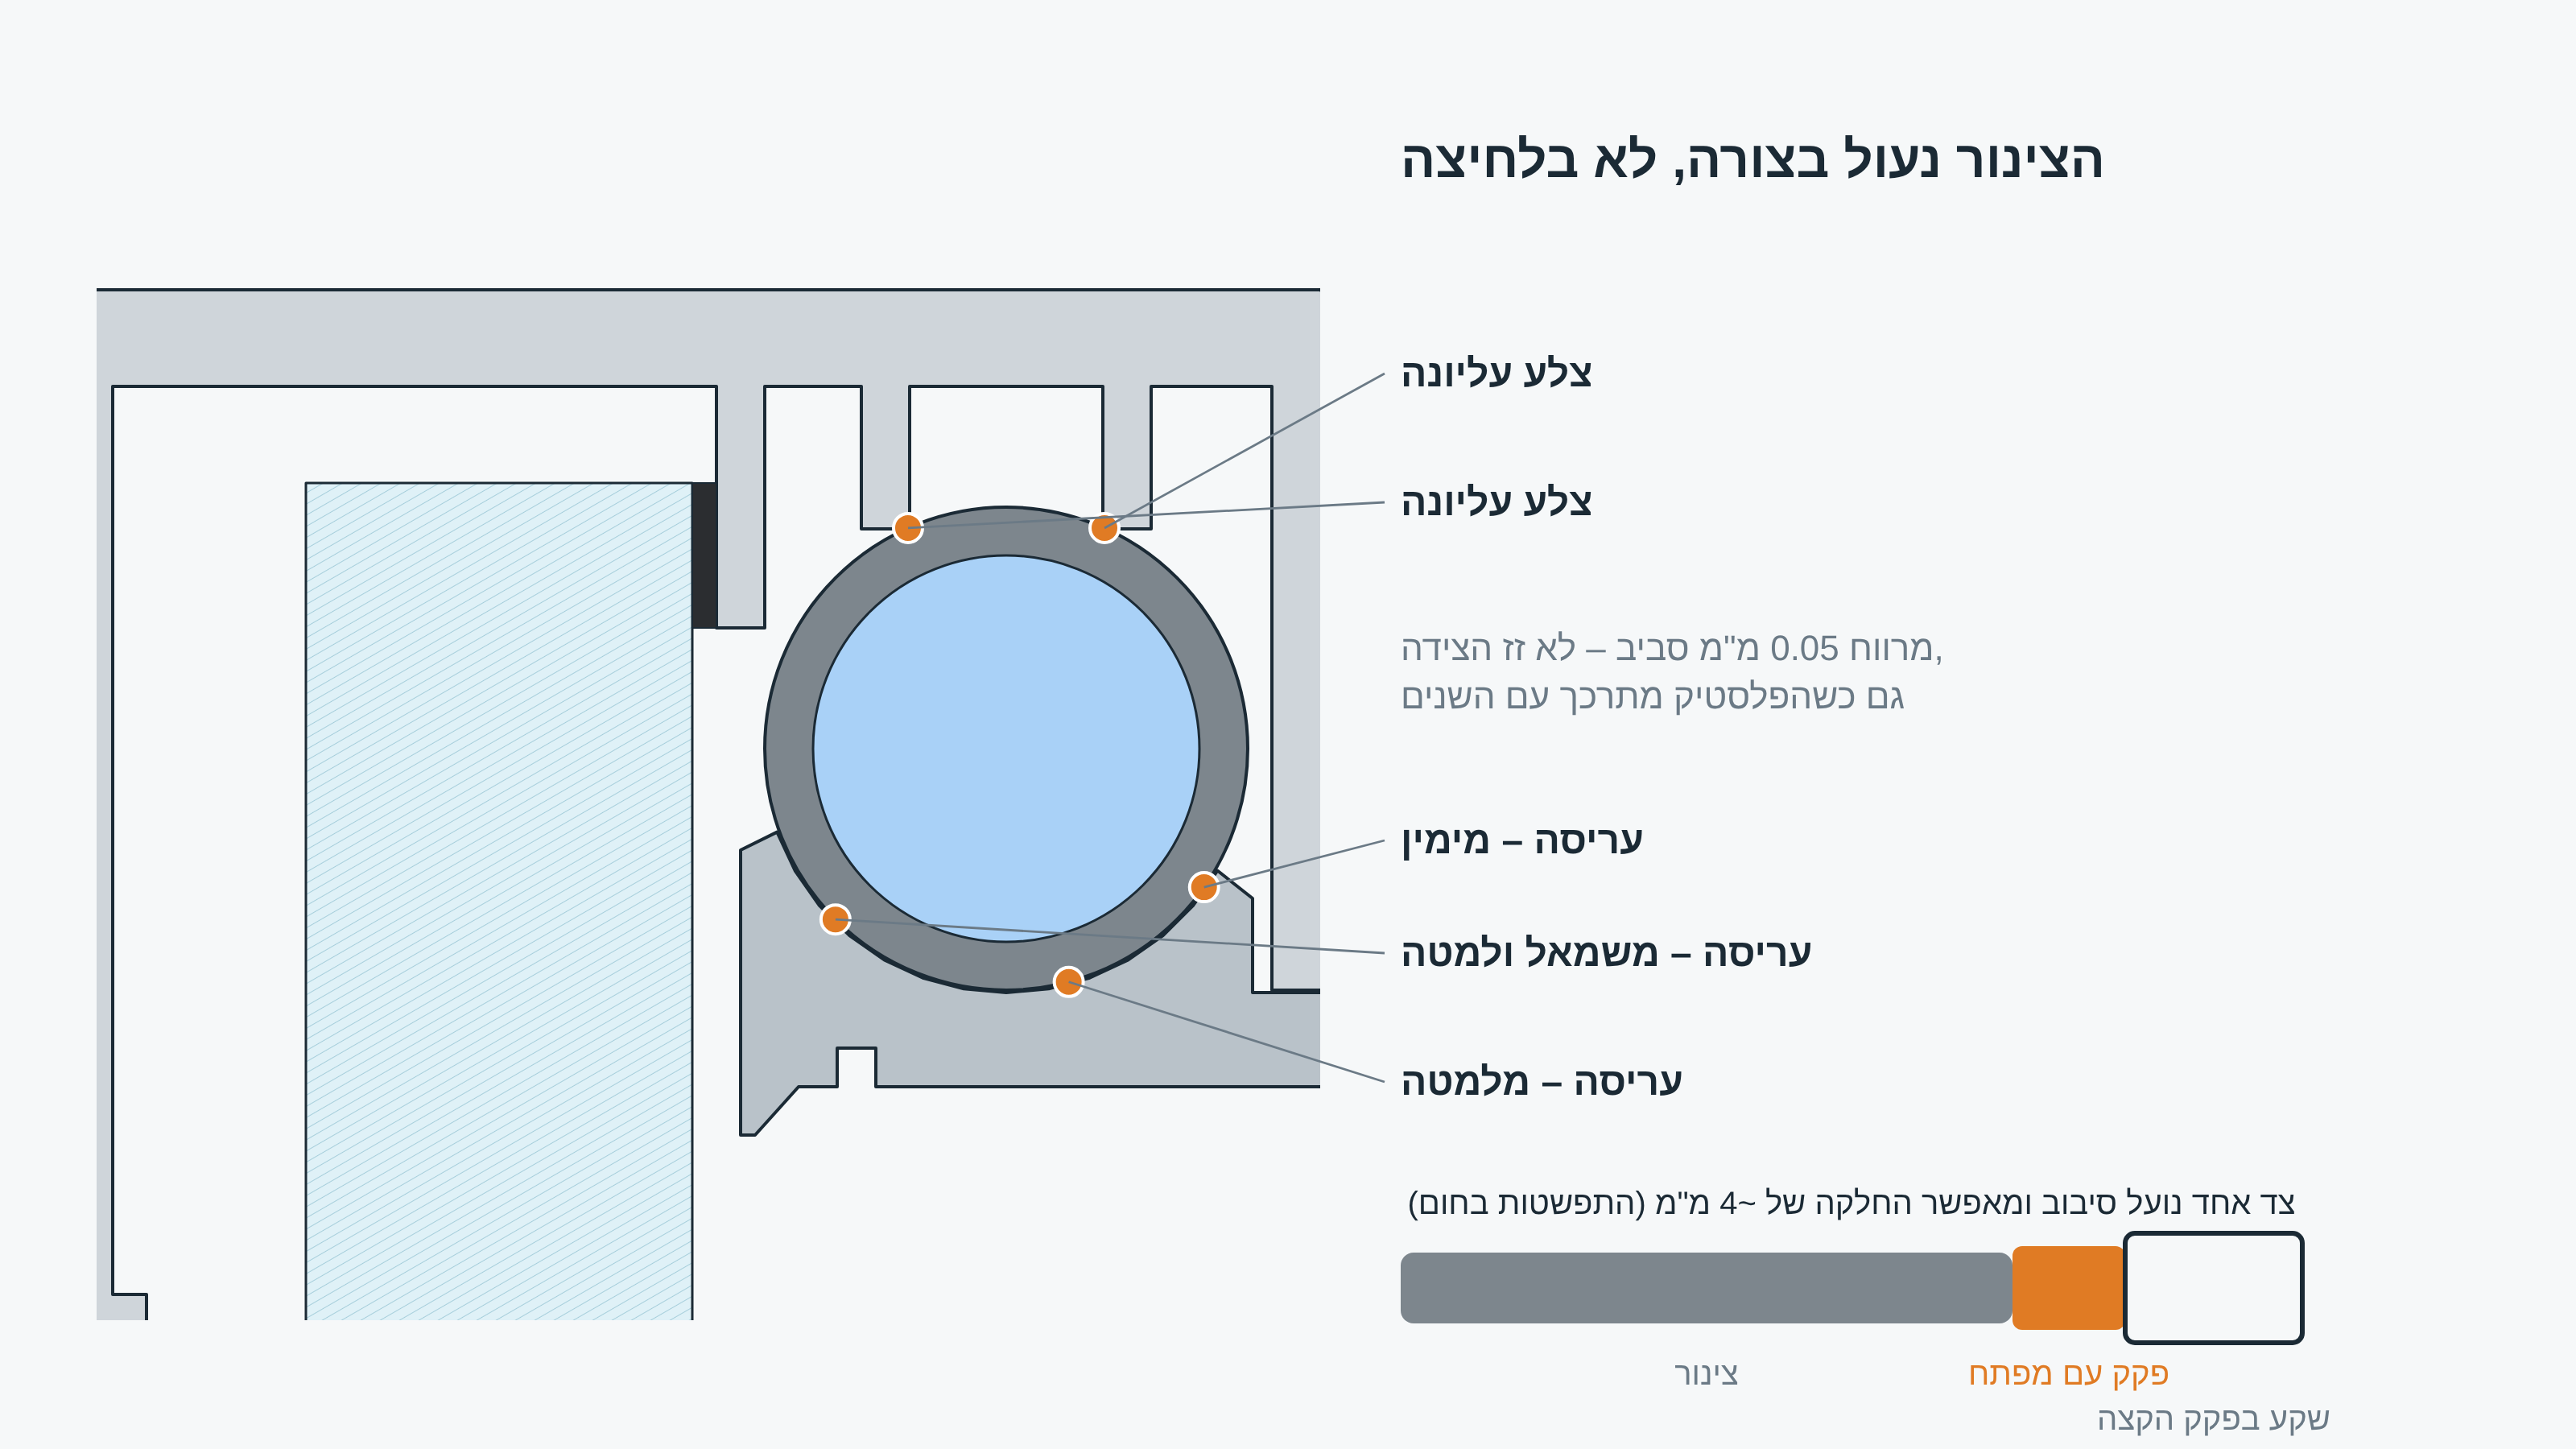 הצינור נעול בצורה, לא בלחיצה
צלע עליונה
צלע עליונה
מרווח 0.05 מ"מ סביב – לא זז הצידה,
גם כשהפלסטיק מתרכך עם השנים
עריסה – מימין
עריסה – משמאל ולמטה
עריסה – מלמטה
צד אחד נועל סיבוב ומאפשר החלקה של ~4 מ"מ (התפשטות בחום)
פקק עם מפתח
צינור
שקע בפקק הקצה